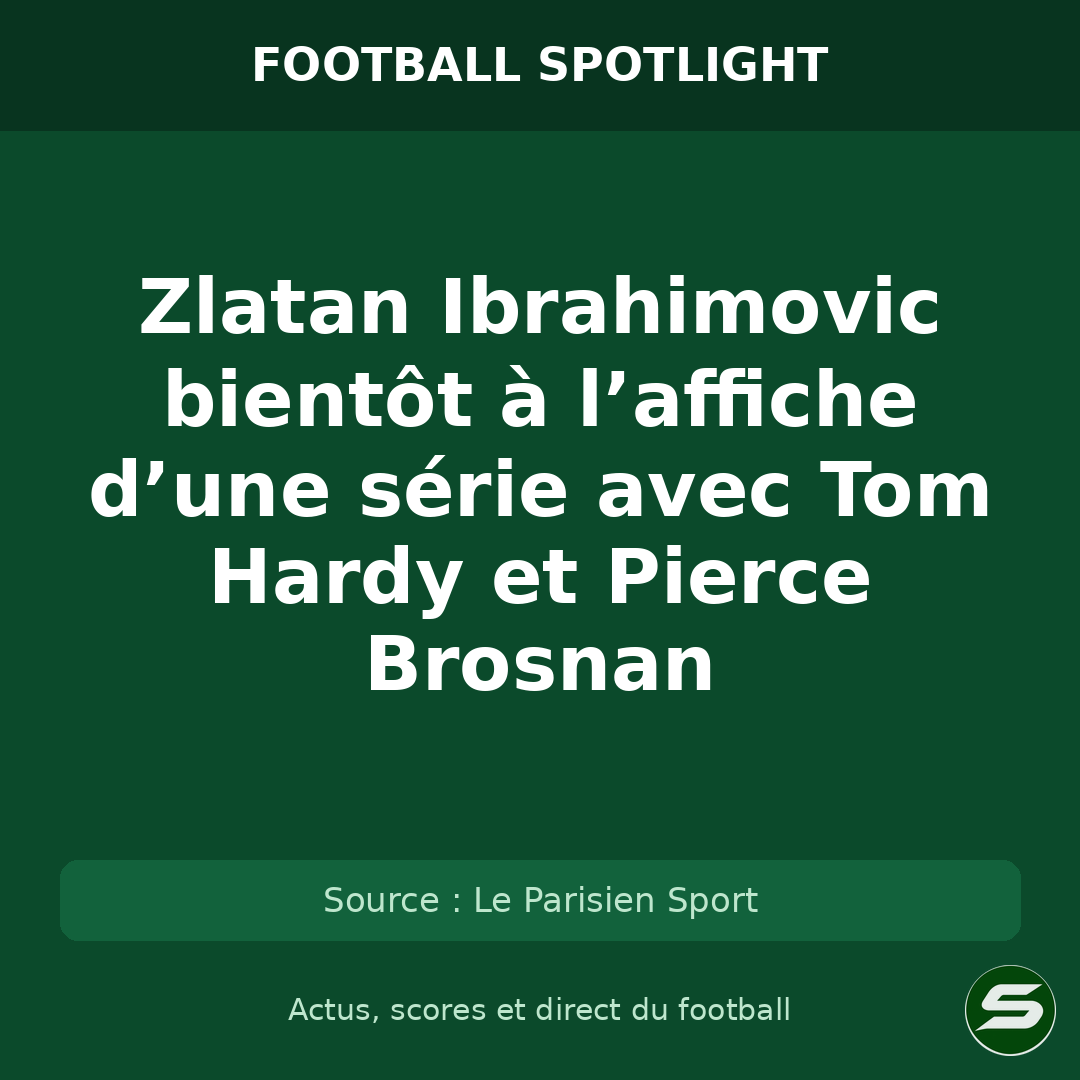 FOOTBALL SPOTLIGHT
Zlatan Ibrahimovic
bientôt à l’affiche
d’une série avec Tom
Hardy et Pierce
Brosnan
Source : Le Parisien Sport
Actus, scores et direct du football
S